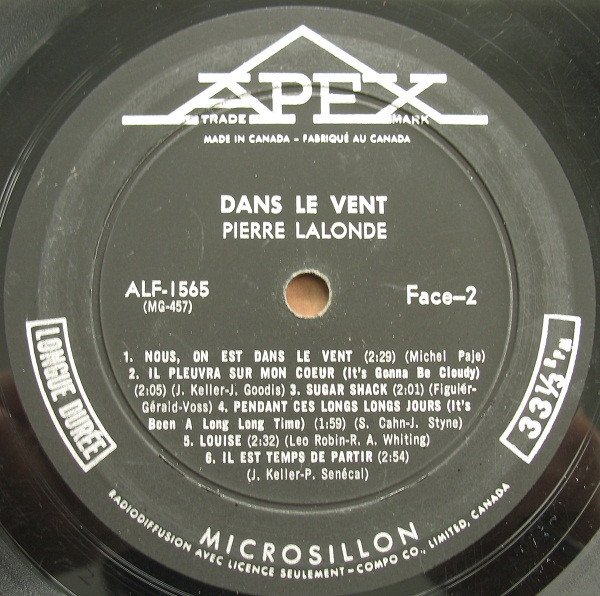 APEX
TRADE MARK
MADE IN CANADA – FABRIQUÉ AU CANADA
DANS LE VENT
PIERRE LALONDE
ALF-1565
(MG-457)
Face-2
LONGUE DURÉE
33 1/3 R.P.M.
1. NOUS, ON EST DANS LE VENT (2:29) (Michel Paje)
2. IL PLEUVRA SUR MON COEUR (It's Gonna Be Cloudy)
(2:05) (J. Keller-J. Goodis) 3. SUGAR SHACK (2:01) (Figuiér-
Gérald-Voss) 4. PENDANT CES LONGS LONGS JOURS (It's
Been A Long Long Time) (1:59) (S. Cahn-J. Styne)
5. LOUISE (2:32) (Leo Robin-R. A. Whiting)
6. IL EST TEMPS DE PARTIR (2:54)
(J. Keller-P. Senécal)
MICROSILLON
RADIODIFFUSION AVEC LICENCE SEULEMENT–COMPO CO., LIMITED, CANADA